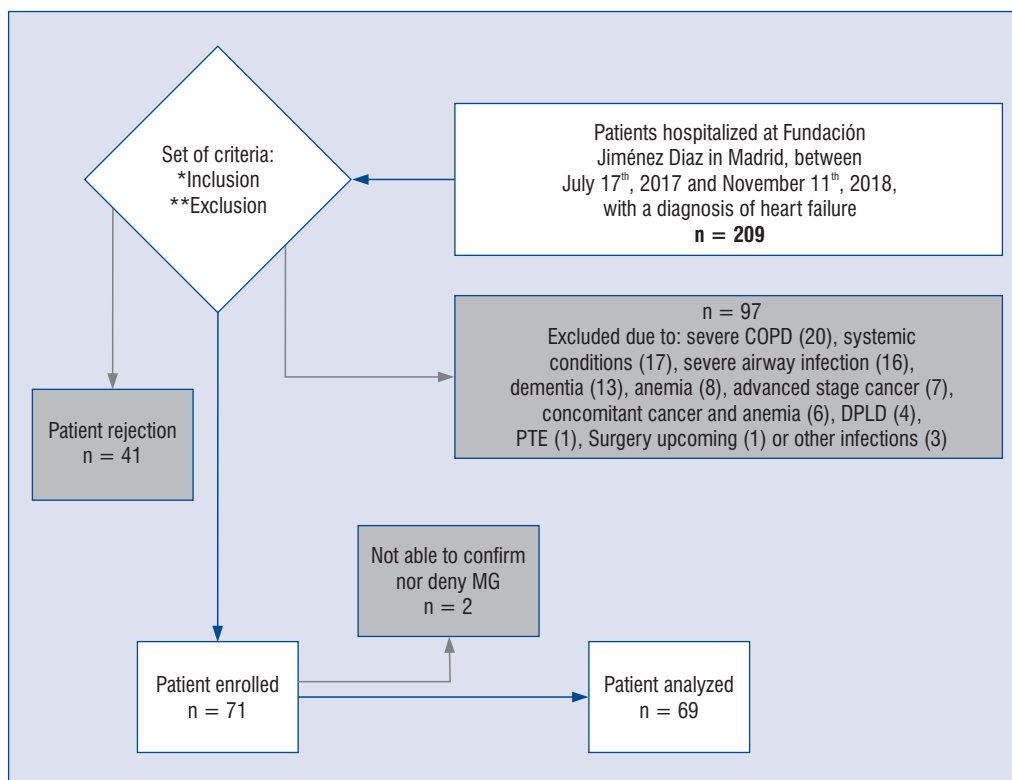 Patients hospitalized at Fundación
Jiménez Diaz in Madrid, between
July 17th, 2017 and November 11th, 2018,
with a diagnosis of heart failure
n = 209
Set of criteria:
*Inclusion
**Exclusion
n = 97
Excluded due to: severe COPD (20), systemic
conditions (17), severe airway infection (16),
dementia (13), anemia (8), advanced stage cancer (7),
concomitant cancer and anemia (6), DPLD (4),
PTE (1), Surgery upcoming (1) or other infections (3)
Patient rejection
n = 41
Not able to confirm
nor deny MG
n = 2
Patient enrolled
n = 71
Patient analyzed
n = 69